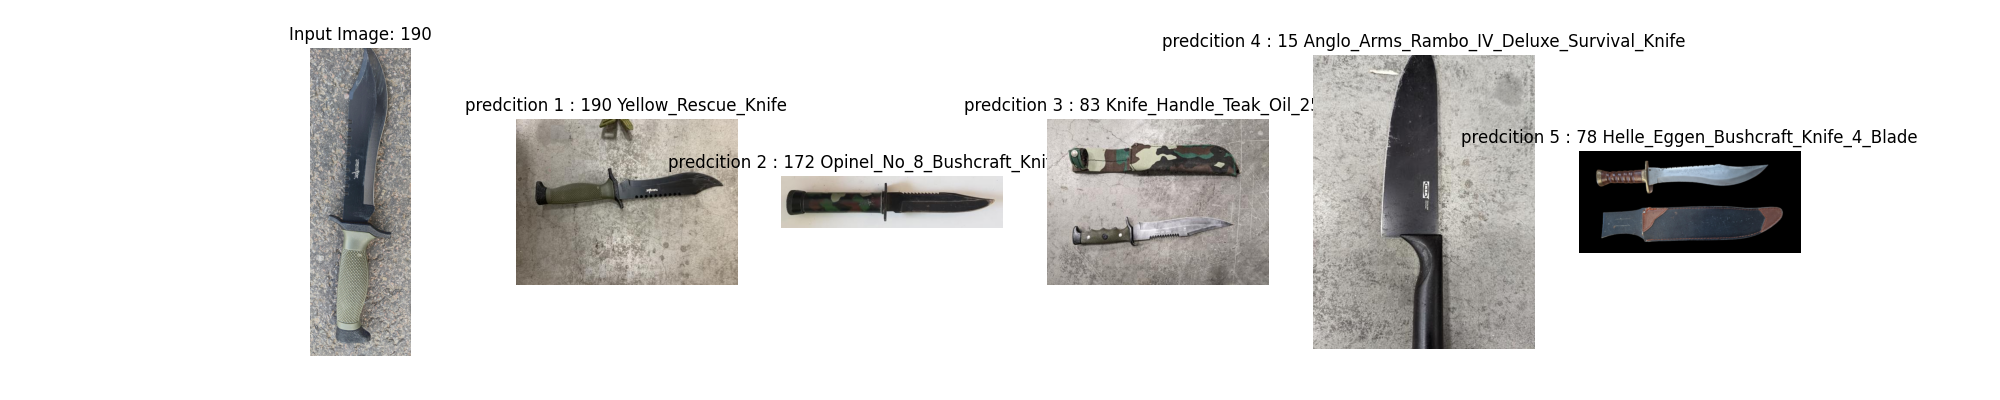 Input Image: 190
predcition 1 : 190 Yellow_Rescue_Knife
predcition 2 : 172 Opinel_No_8_Bushcraft_Kni
predcition 3 : 83 Knife_Handle_Teak_Oil_25
predcition 4 : 15 Anglo_Arms_Rambo_IV_Deluxe_Survival_Knife
predcition 5 : 78 Helle_Eggen_Bushcraft_Knife_4_Blade